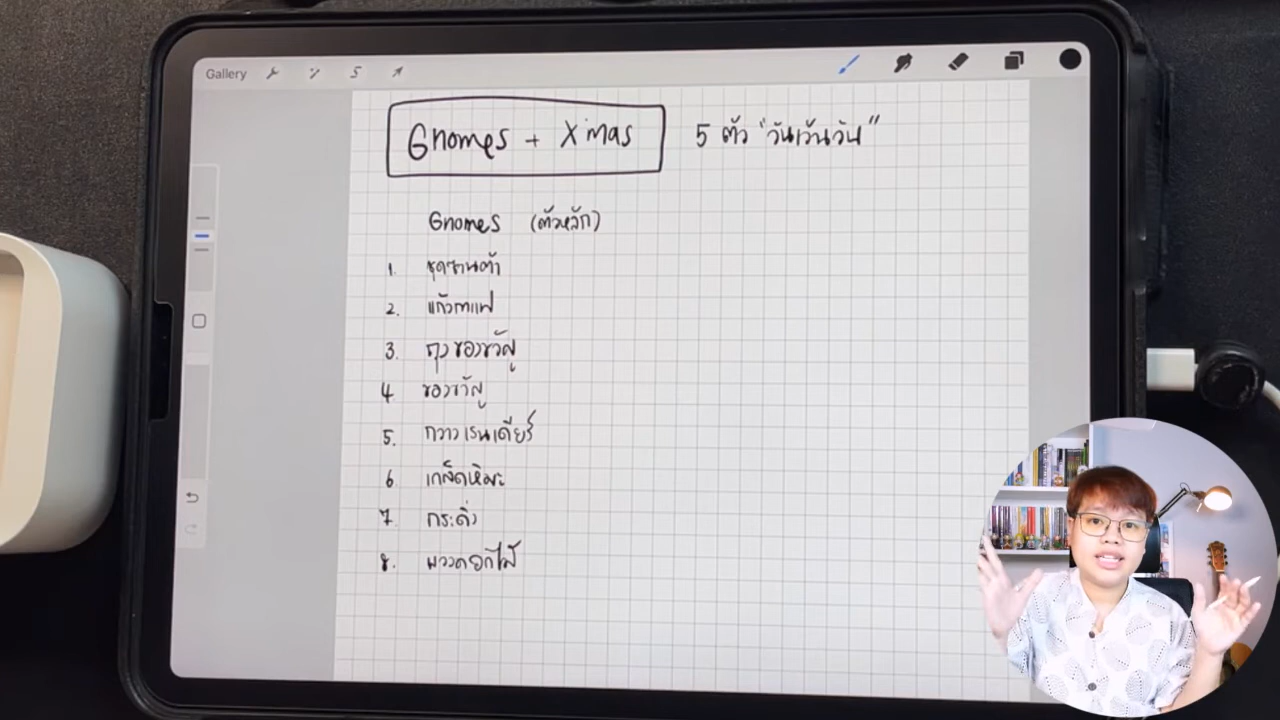 Gallery
Gnomes + X'mas 5 ตัว "วันเว้นวัน"
Gnomes (ตัวหลัก)
1. ชุดซานต้า
2. แก้วกาแฟ
3. ถุงของขวัญ
4 ของขวัญ
5. กวางเรนเดียร์
6 เกล็ดหิมะ
7 กระดิ่ง
8. พวงดอกไม้